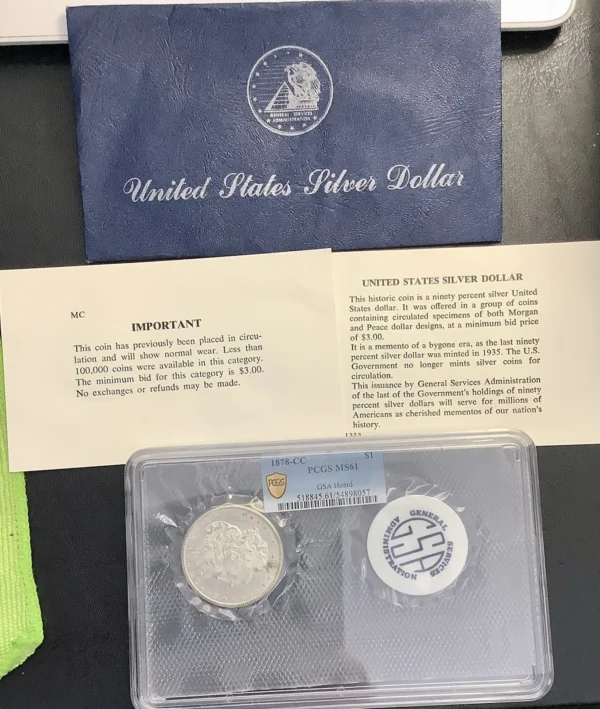 GENERAL SERVICES
ADMINISTRATION
United States Silver Dollar
MC
IMPORTANT
This coin has previously been placed in circu-
lation and will show normal wear. Less than
100,000 coins were available in this category.
The minimum bid for this category is $3.00.
No exchanges or refunds may be made.
UNITED STATES SILVER DOLLAR
This historic coin is a ninety percent silver United
States dollar. It was offered in a group of coins
containing circulated specimens of both Morgan
and Peace dollar designs, at a minimum bid price
of $3.00.
It is a memento of a bygone era, as the last ninety
percent silver dollar was minted in 1935. The U.S.
Government no longer mints silver coins for
circulation.
This issuance by General Services Administration
of the last of the Government's holdings of ninety
percent silver dollars will serve for millions of
Americans as cherished mementos of our nation's
history.
1878-CC $1
PCGS MS61
GSA Hoard
PCGS
518845.61/54898057
GENERAL SERVICES ADMINISTRATION
GSA